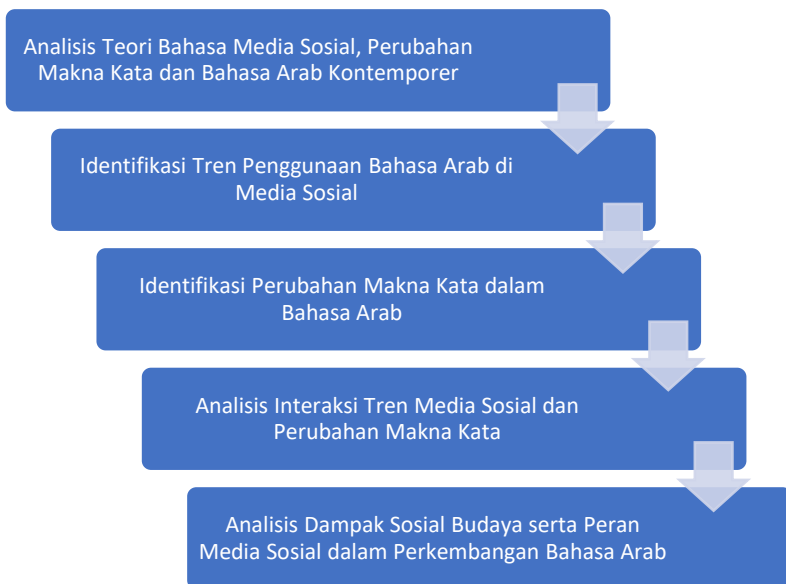 Analisis Teori Bahasa Media Sosial, Perubahan
Makna Kata dan Bahasa Arab Kontemporer
Identifikasi Tren Penggunaan Bahasa Arab di
Media Sosial
Identifikasi Perubahan Makna Kata dalam
Bahasa Arab
Analisis Interaksi Tren Media Sosial dan
Perubahan Makna Kata
Analisis Dampak Sosial Budaya serta Peran
Media Sosial dalam Perkembangan Bahasa Arab